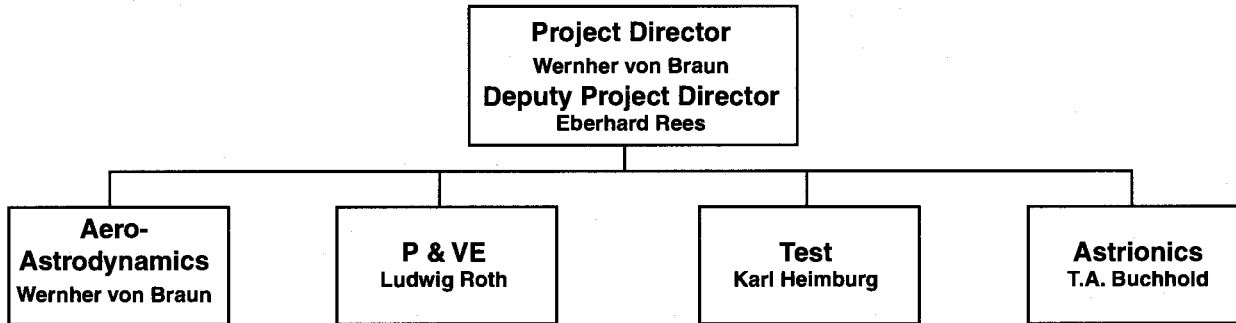 Project Director
Wernher von Braun
Deputy Project Director
Eberhard Rees
Aero-
Astrodynamics
Wernher von Braun
P & VE
Ludwig Roth
Test
Karl Heimburg
Astrionics
T.A. Buchhold